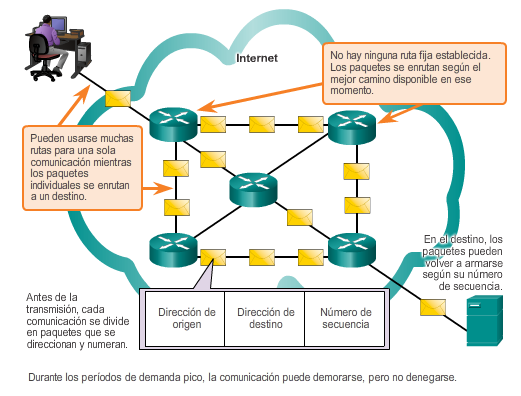 Internet
No hay ninguna ruta fija establecida.
Los paquetes se enrutan según el
mejor camino disponible en ese
momento.
Pueden usarse muchas
rutas para una sola
comunicación mientras
los paquetes
individuales se enrutan
a un destino.
En el destino, los
paquetes pueden
volver a armarse
según su número
de secuencia.
Antes de la
transmisión, cada
comunicación se divide
en paquetes que se
direccionan y numeran.
Dirección de
origen
Dirección de
destino
Número de
secuencia
Durante los períodos de demanda pico, la comunicación puede demorarse, pero no denegarse.